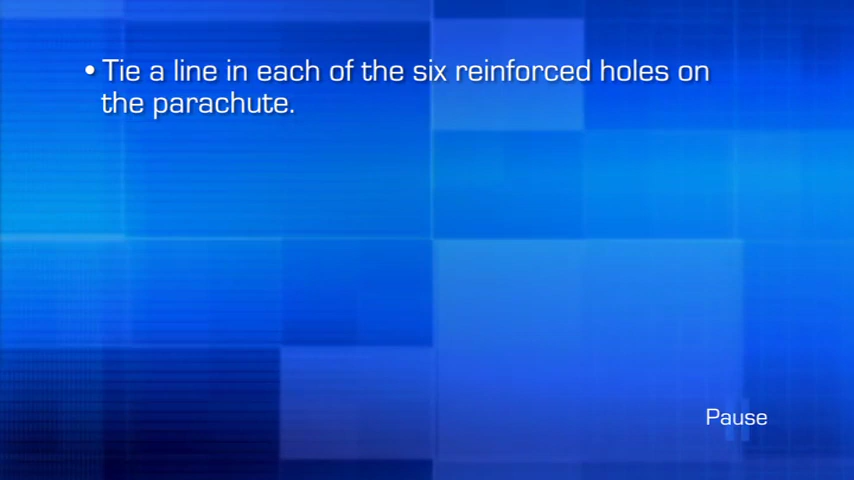 • Tie a line in each of the six reinforced holes on
the parachute.
Pause